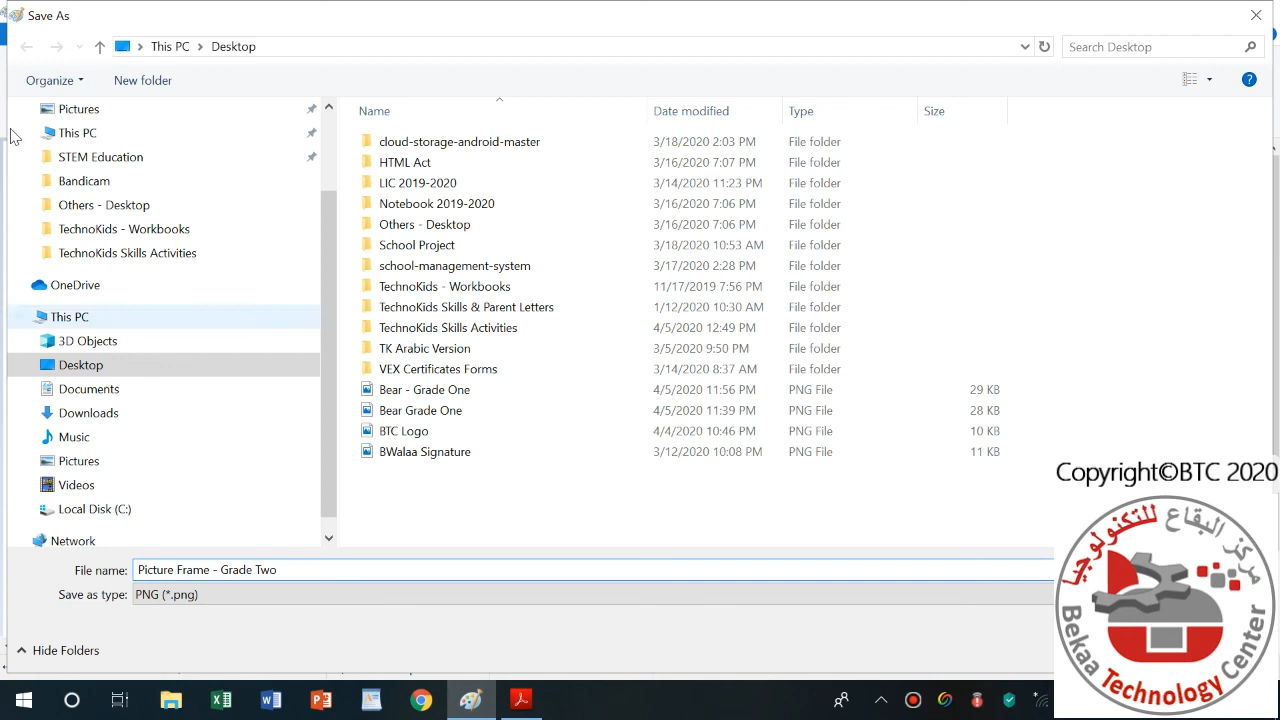 Save As
This PC Desktop
Search Desktop
Organize
New folder
Pictures
This PC
STEM Education
Bandicam
Others - Desktop
TechnoKids - Workbooks
TechnoKids Skills Activities
OneDrive
This PC
3D Objects
Desktop
Documents
Downloads
Music
Pictures
Videos
Local Disk (C:)
Network
Name Date modified Type Size
cloud-storage-android-master 3/18/2020 2:03 PM File folder
HTML Act 3/16/2020 7:07 PM File folder
LIC 2019-2020 3/14/2020 11:23 PM File folder
Notebook 2019-2020 3/16/2020 7:06 PM File folder
Others - Desktop 3/16/2020 7:06 PM File folder
School Project 3/18/2020 10:53 AM File folder
school-management-system 3/17/2020 2:28 PM File folder
TechnoKids - Workbooks 11/17/2019 7:56 PM File folder
TechnoKids Skills & Parent Letters 1/12/2020 10:30 AM File folder
TechnoKids Skills Activities 4/5/2020 12:49 PM File folder
TK Arabic Version 3/5/2020 9:50 PM File folder
VEX Certificates Forms 3/14/2020 8:37 AM File folder
Bear - Grade One 4/5/2020 11:56 PM PNG File 29 KB
Bear Grade One 4/5/2020 11:39 PM PNG File 28 KB
BTC Logo 4/4/2020 10:46 PM PNG File 10 KB
BWalaa Signature 3/12/2020 10:08 PM PNG File 11 KB
File name: Picture Frame - Grade Two
Save as type: PNG (*.png)
Hide Folders
Copyright©BTC 2020
مركز البقاع للتكنولوجيا
Bekaa Technology Center